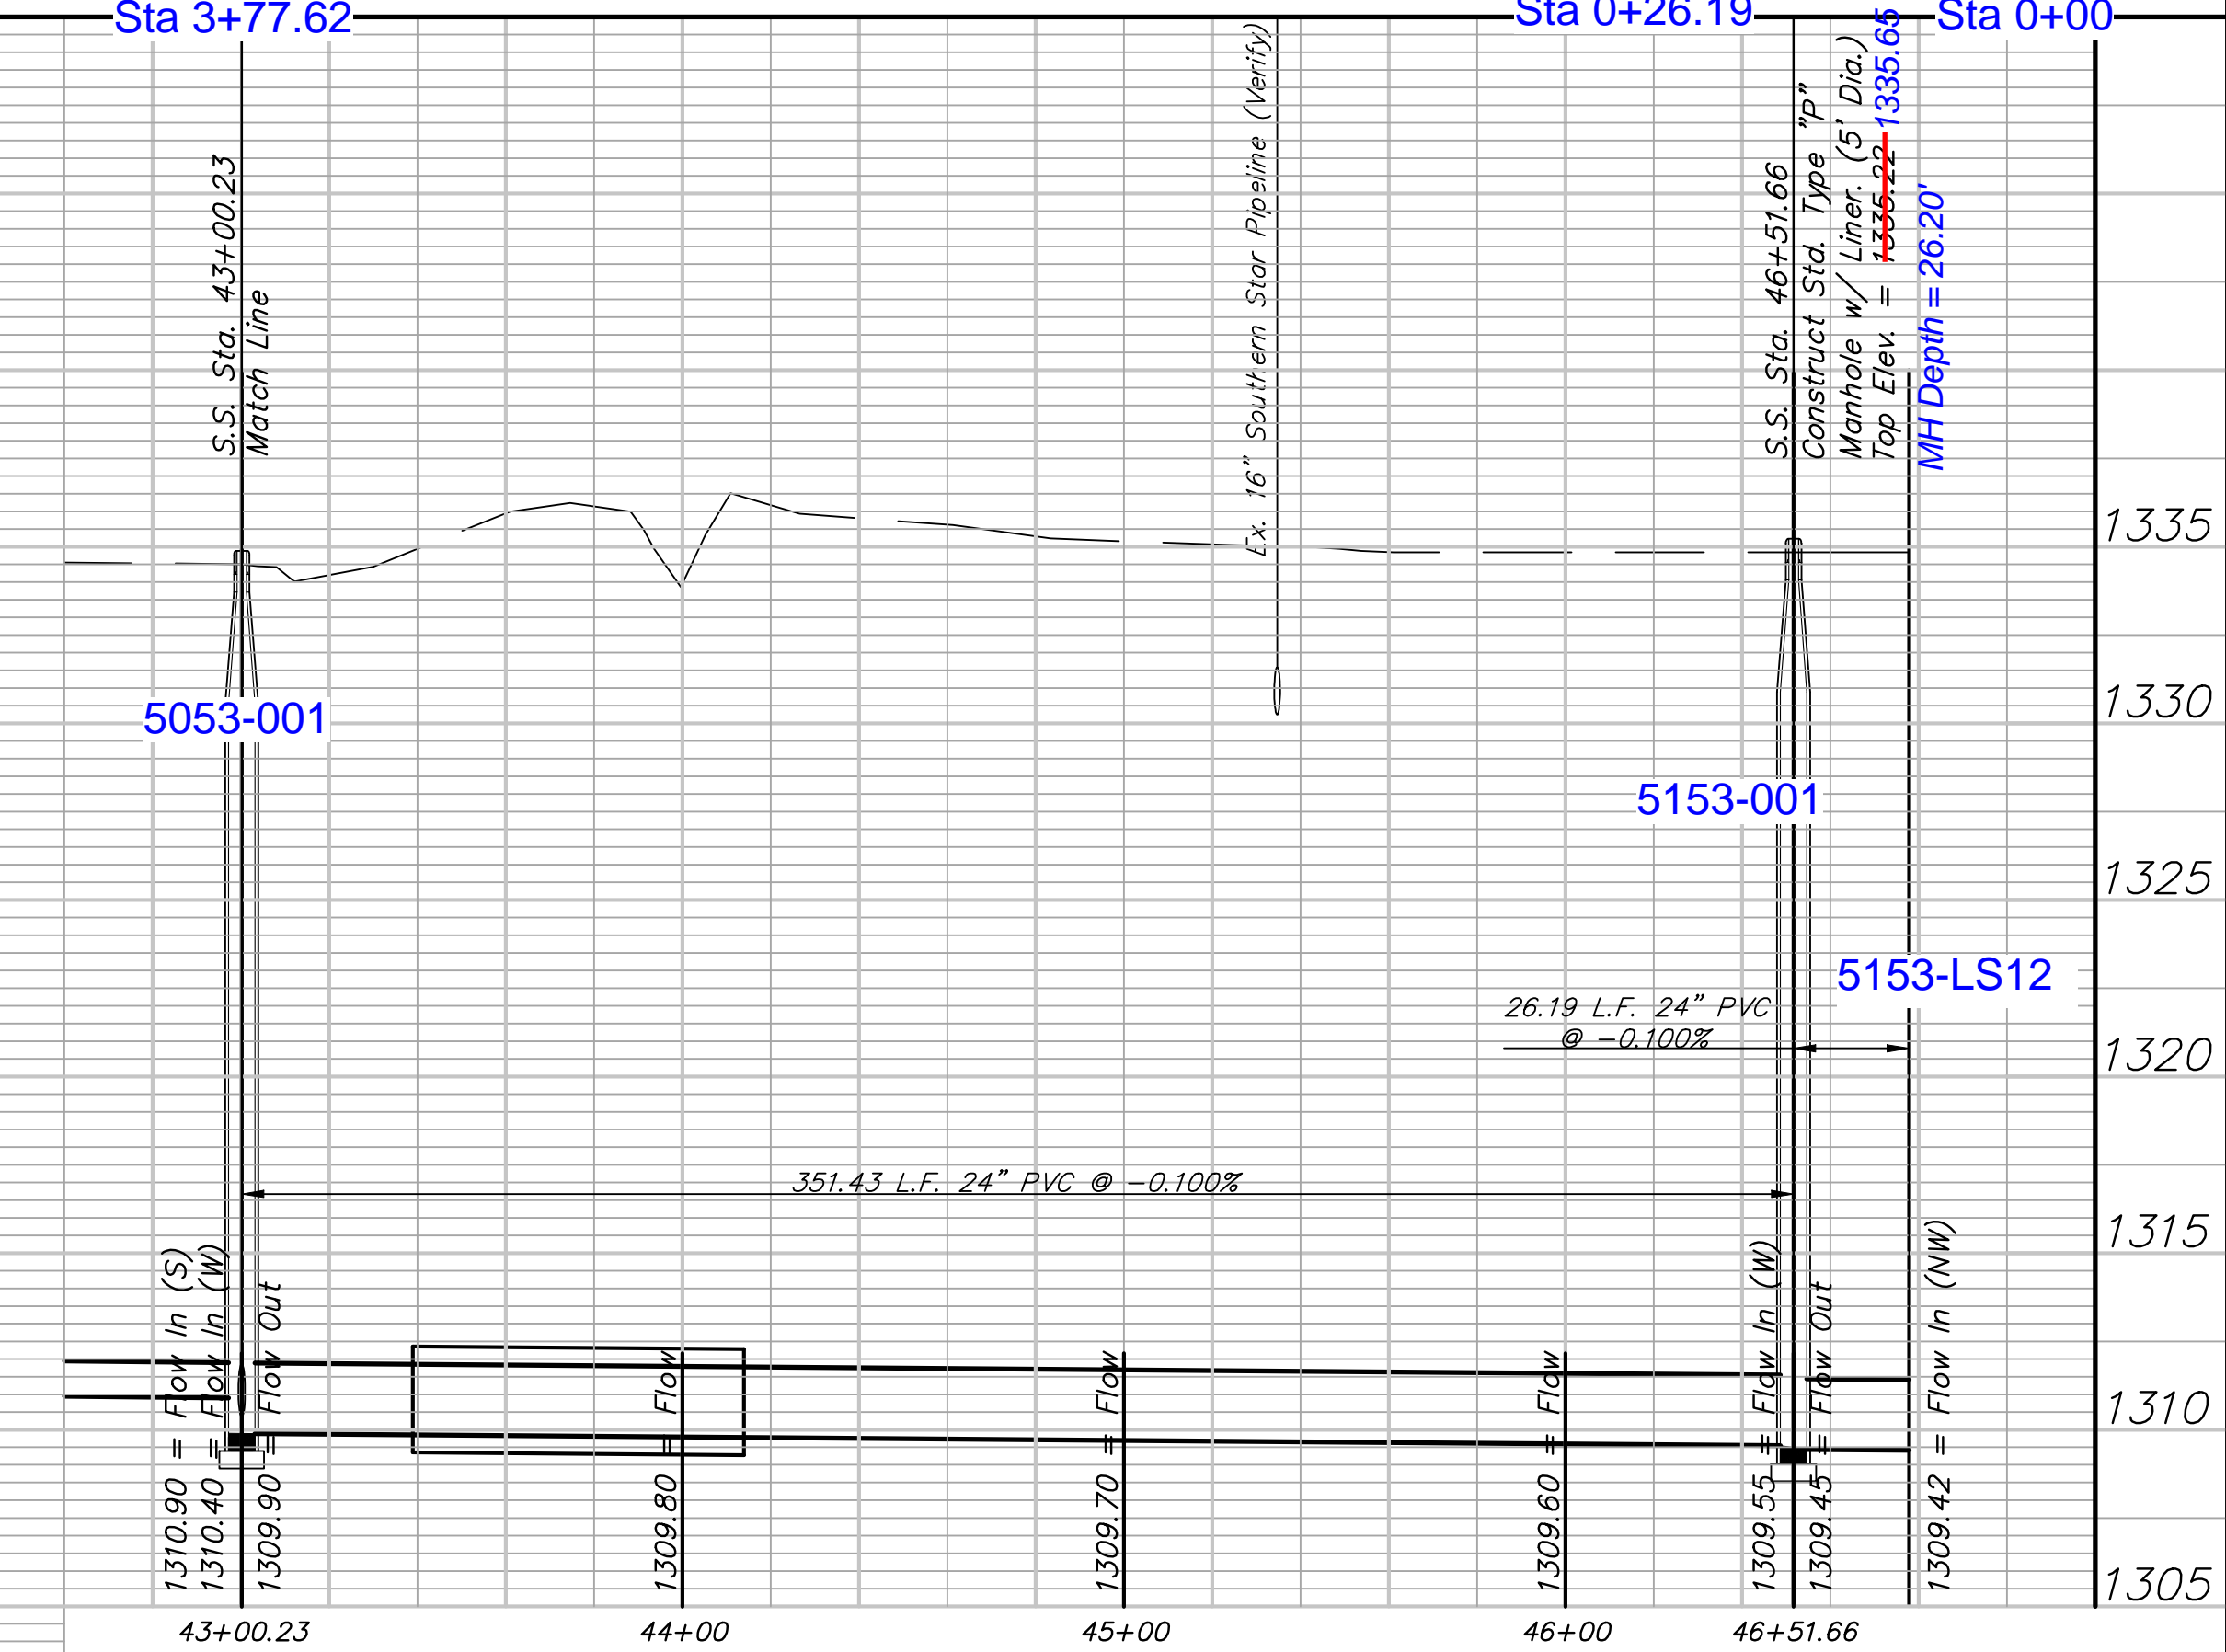 Sta 3+77.62
Sta 0+26.19
Sta 0+00
S.S. Sta. 43+00.23
Match Line
Ex. 16" Southern Star Pipeline (Verify)
S.S. Sta. 46+51.66
Construct Std. Type "P"
Manhole w/ Liner. (5' Dia.)
Top Elev. = 1335.22 1335.65
MH Depth = 26.20'
1335
1330
1325
1320
1315
1310
1305
5053-001
5153-001
5153-LS12
26.19 L.F. 24" PVC
@ -0.100%
351.43 L.F. 24" PVC @ -0.100%
1310.90 = Flow In (S)
1310.40 = Flow In (W)
1309.90 = Flow Out
1309.80 = Flow
1309.70 = Flow
1309.60 = Flow
1309.55 = Flow In (W)
1309.45 = Flow Out
1309.42 = Flow In (NW)
43+00.23
44+00
45+00
46+00
46+51.66